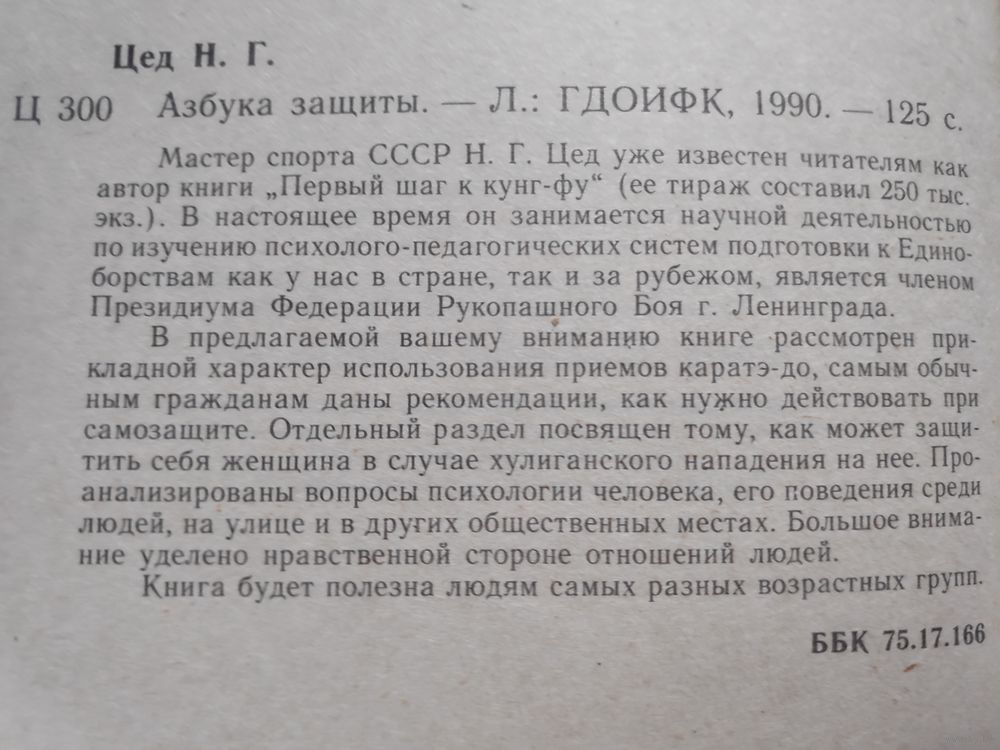 Цед Н. Г.
Ц 300 Азбука защиты. — Л.: ГДОИФК, 1990. — 125 с.
Мастер спорта СССР Н. Г. Цед уже известен читателям как
автор книги „Первый шаг к кунг-фу“ (ее тираж составил 250 тыс.
экз.). В настоящее время он занимается научной деятельностью
по изучению психолого-педагогических систем подготовки к Едино-
борствам как у нас в стране, так и за рубежом, является членом
Президиума Федерации Рукопашного Боя г. Ленинграда.
В предлагаемой вашему вниманию книге рассмотрен при-
кладной характер использования приемов каратэ-до, самым обыч-
ным гражданам даны рекомендации, как нужно действовать при
самозащите. Отдельный раздел посвящен тому, как может защи-
тить себя женщина в случае хулиганского нападения на нее. Про-
анализированы вопросы психологии человека, его поведения среди
людей, на улице и в других общественных местах. Большое внима-
ние уделено нравственной стороне отношений людей.
Книга будет полезна людям самых разных возрастных групп.
ББК 75.17.166